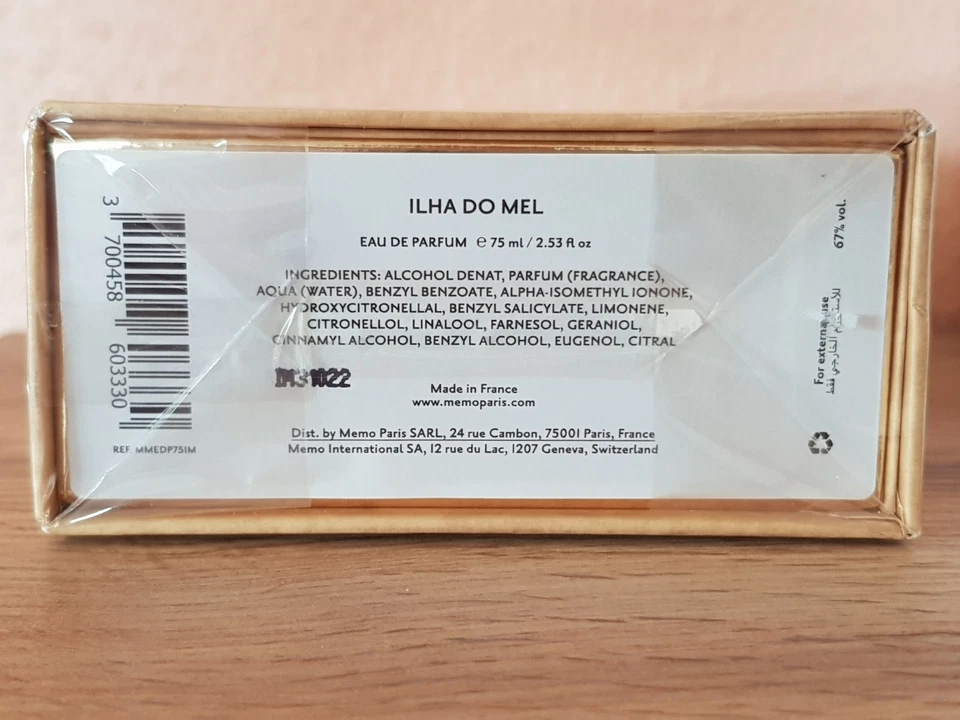 ILHA DO MEL
EAU DE PARFUM ℮ 75 ml / 2.53 fl oz
INGREDIENTS: ALCOHOL DENAT, PARFUM (FRAGRANCE),
AQUA (WATER), BENZYL BENZOATE, ALPHA-ISOMETHYL IONONE,
HYDROXYCITRONELLAL, BENZYL SALICYLATE, LIMONENE,
CITRONELLOL, LINALOOL, FARNESOL, GERANIOL,
CINNAMYL ALCOHOL, BENZYL ALCOHOL, EUGENOL, CITRAL
Made in France
www.memoparis.com
Dist. by Memo Paris SARL, 24 rue Cambon, 75001 Paris, France
Memo International SA, 12 rue du Lac, 1207 Geneva, Switzerland
3 700458 603330
REF. MMEDP75IM
67% vol.
For external use
للاستخدام الخارجي فقط